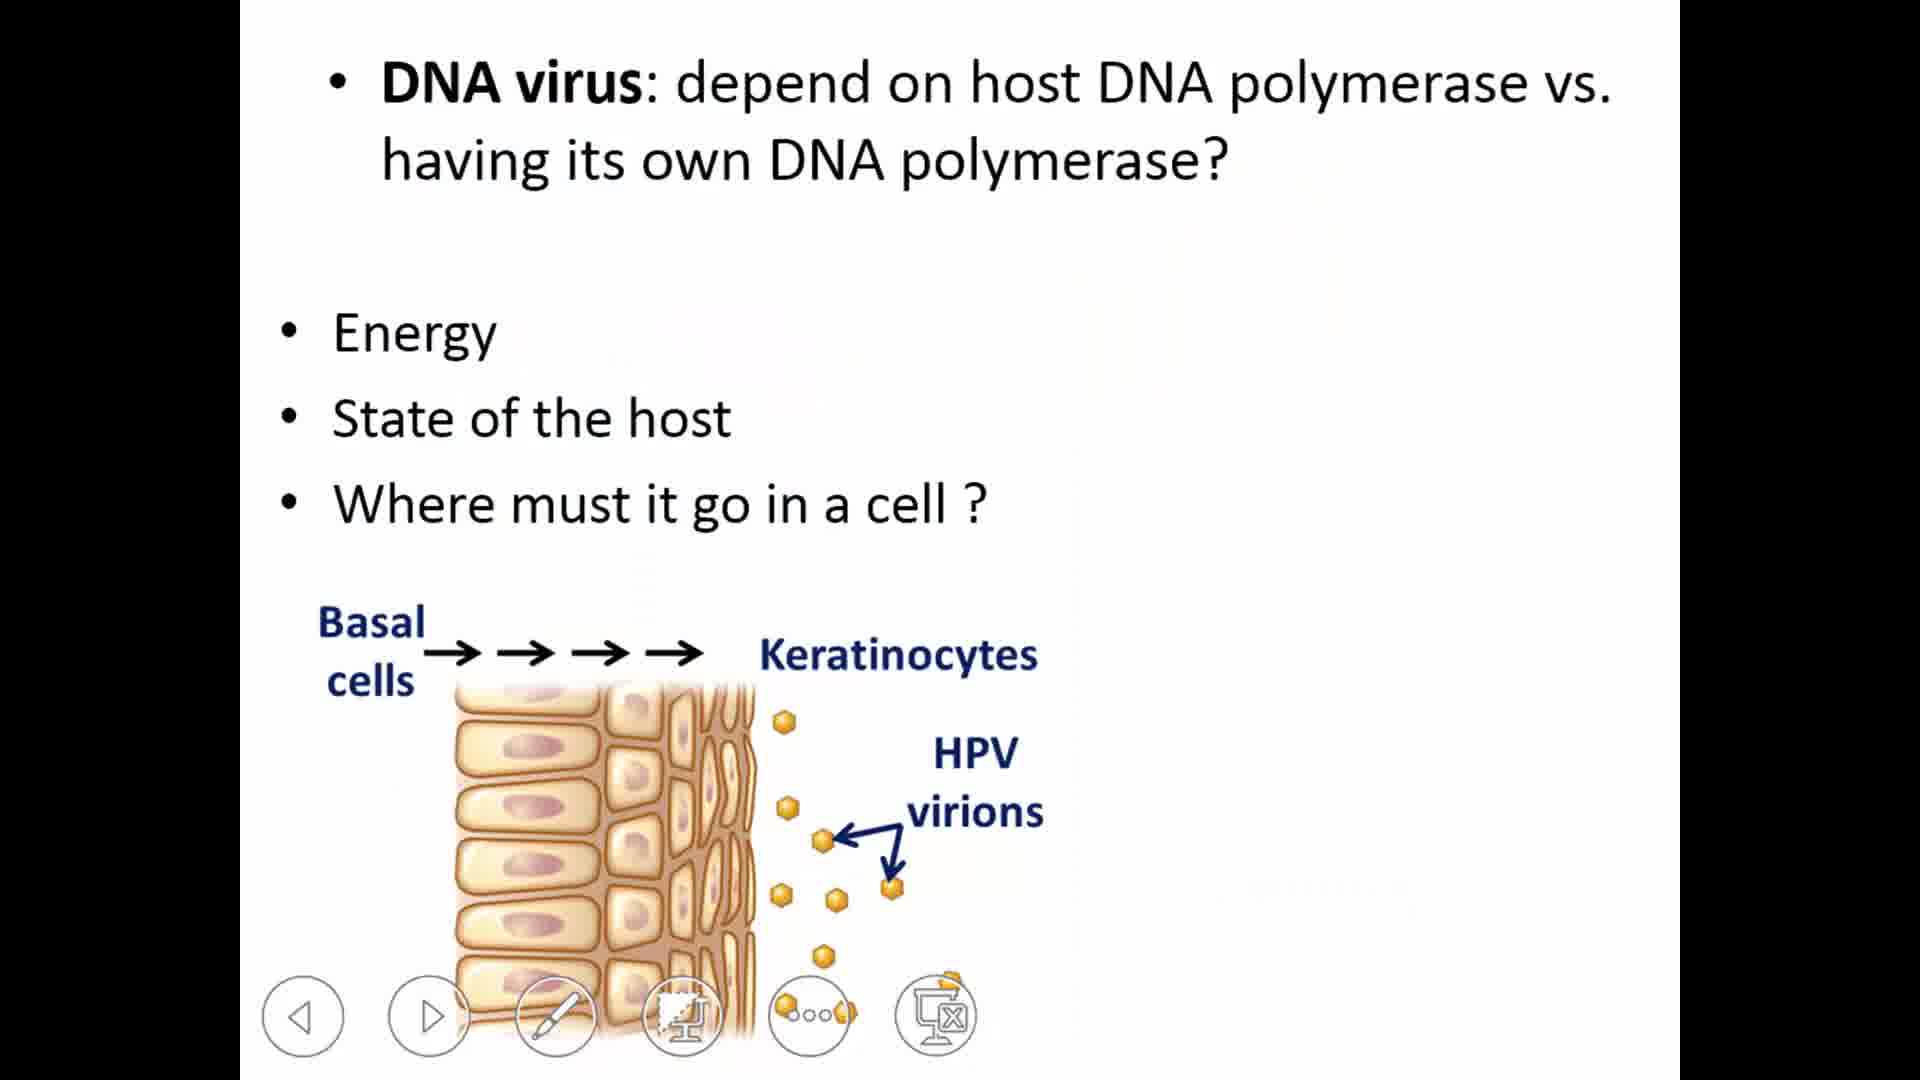 • DNA virus: depend on host DNA polymerase vs.
having its own DNA polymerase?
• Energy
• State of the host
• Where must it go in a cell ?
Basal
cells
Keratinocytes
HPV
virions